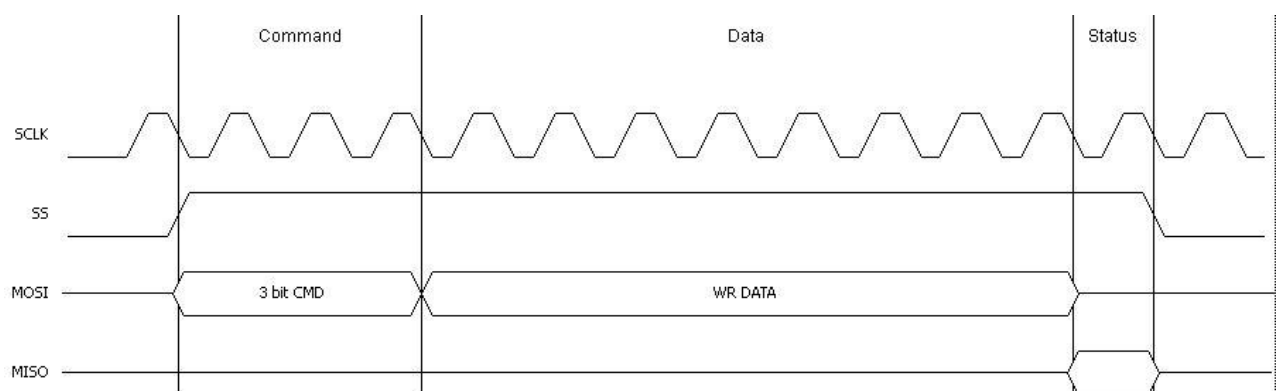 Command Data Status
SCLK
SS
MOSI 3 bit CMD WR DATA
MISO